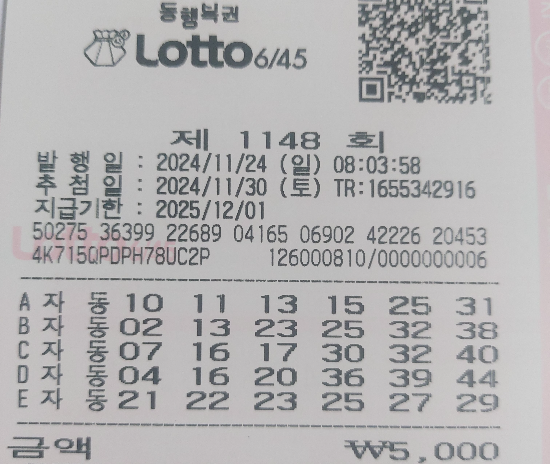 동행복권
Lotto 6/45
제 1148 회
발 행 일 : 2024/11/24 (일) 08:03:58
추 첨 일 : 2024/11/30 (토) TR:1655342916
지급기한 : 2025/12/01
50275 36399 22689 04165 06902 42226 20453
4K715QPDPH78UC2P 126000810/0000000006
A 자 동 10 11 13 15 25 31
B 자 동 02 13 23 25 32 38
C 자 동 07 16 17 30 32 40
D 자 동 04 16 20 36 39 44
E 자 동 21 22 23 25 27 29
금액 ₩5,000